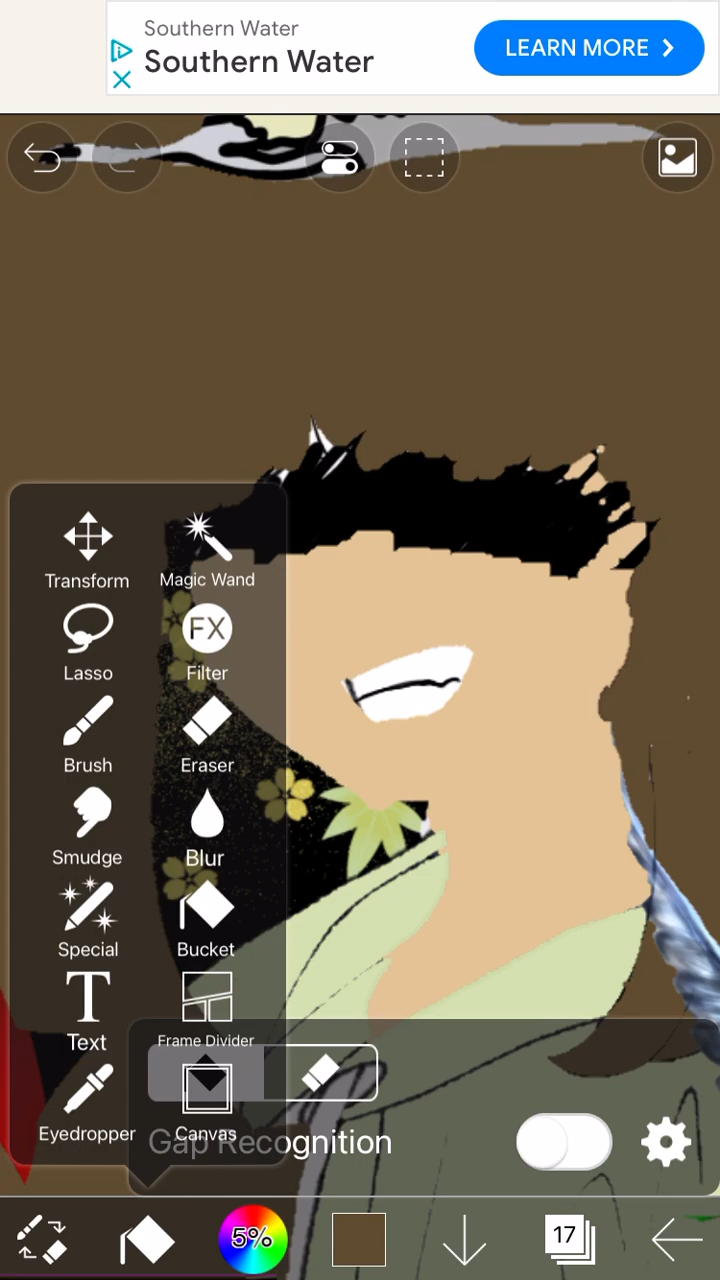 Southern Water
Southern Water
LEARN MORE
Transform
Magic Wand
Lasso
FX
Filter
Brush
Eraser
Smudge
Blur
Special
Bucket
T
Text
Frame Divider
Eyedropper
Canvas
Gap Recognition
5%
17